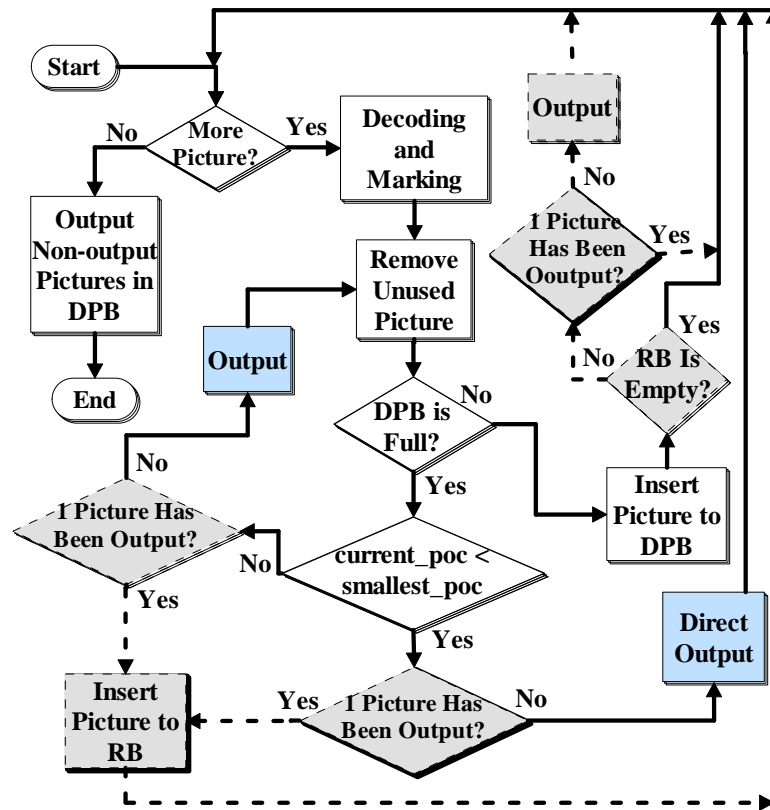 Start
No
More
Picture?
Yes
Decoding
and
Marking
Output
No
1 Picture
Has Been
Ooutput?
Yes
Output
Non-output
Pictures in
DPB
Remove
Unused
Picture
Output
No
RB Is
Empty?
Yes
End
DPB is
Full?
No
Yes
Insert
Picture to
DPB
No
1 Picture Has
Been Output?
Yes
No
current_poc <
smallest_poc
Yes
Direct
Output
Insert
Picture to
RB
Yes
1 Picture Has
Been Output?
No